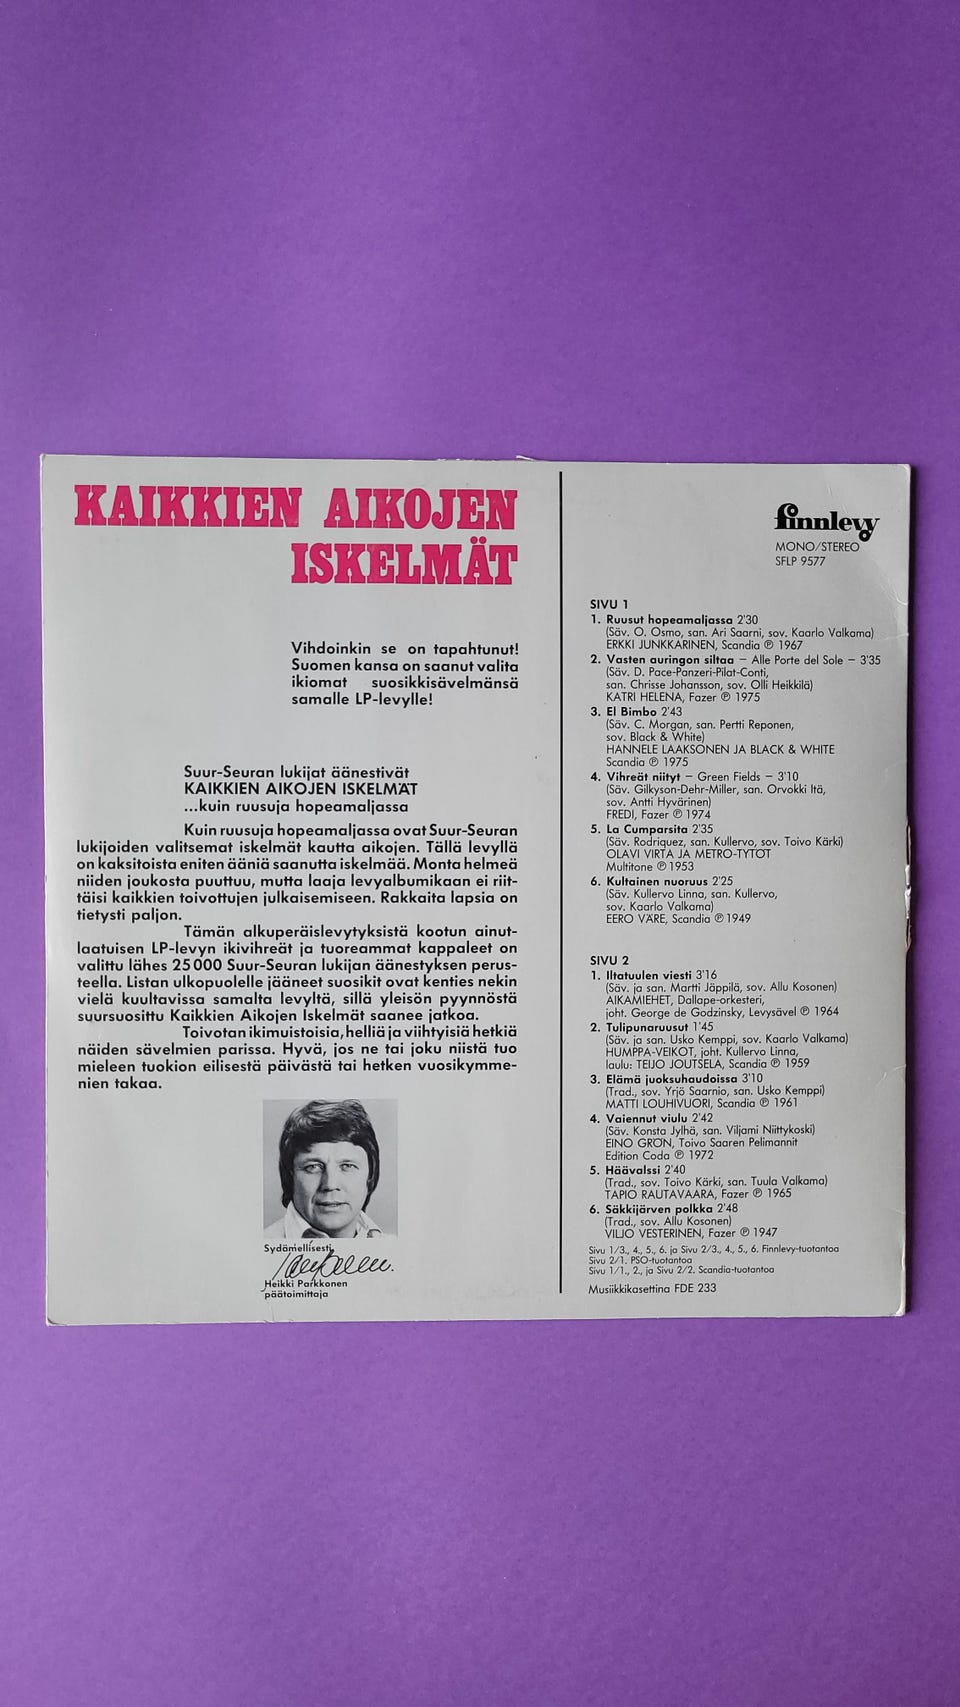 KAIKKIEN AIKOJEN
ISKELMÄT
Vihdoinkin se on tapahtunut!
Suomen kansa on saanut valita
ikiomat suosikkisävelmänsä
samalle LP-levylle!
Suur-Seuran lukijat äänestivät
KAIKKIEN AIKOJEN ISKELMÄT
...kuin ruusuja hopeamaljassa
Kuin ruusuja hopeamaljassa ovat Suur-Seuran
lukijoiden valitsemat iskelmät kautta aikojen. Tällä levyllä
on kaksitoista eniten ääniä saanutta iskelmää. Monta helmeä
niiden joukosta puuttuu, mutta laaja levyalbumikaan ei riit-
täisi kaikkien toivottujen julkaisemiseen. Rakkaita lapsia on
tietysti paljon.
Tämän alkuperäislevytyksistä kootun ainut-
laatuisen LP-levyn ikivihreät ja tuoreammat kappaleet on
valittu lähes 25 000 Suur-Seuran lukijan äänestyksen perus-
teella. Listan ulkopuolelle jääneet suosikit ovat kenties nekin
vielä kuultavissa samalta levyltä, sillä yleisön pyynnöstä
suursuosittu Kaikkien Aikojen Iskelmät saanee jatkoa.
Toivotan ikimuistoisia, helliä ja viihtyisiä hetkiä
näiden sävelmien parissa. Hyvä, jos ne tai joku niistä tuo
mieleen tuokion eilisestä päivästä tai hetken vuosikymme-
nien takaa.
Sydämellisesti
Heikki Parkkonen
päätoimittaja
finnlevy
MONO/STEREO
SFLP 9577
SIVU 1
1. Ruusut hopeamaljassa 2'30
(Säv. O. Osmo, san. Ari Saarni, sov. Kaarlo Valkama)
ERKKI JUNKKARINEN, Scandia ℗ 1967
2. Vasten auringon siltaa – Alle Porte del Sole – 3'35
(Säv. D. Pace-Panzeri-Pilat-Conti,
san. Chrisse Johansson, sov. Olli Heikkilä)
KATRI HELENA, Fazer ℗ 1975
3. El Bimbo 2'43
(Säv. C. Morgan, san. Pertti Reponen,
sov. Black & White)
HANNELE LAAKSONEN JA BLACK & WHITE
Scandia ℗ 1975
4. Vihreät niityt – Green Fields – 3'10
(Säv. Gilkyson-Dehr-Miller, san. Orvokki Itä,
sov. Antti Hyvärinen)
FREDI, Fazer ℗ 1974
5. La Cumparsita 2'35
(Säv. Rodriquez, san. Kullervo, sov. Toivo Kärki)
OLAVI VIRTA JA METRO-TYTÖT
Multitone ℗ 1953
6. Kultainen nuoruus 2'25
(Säv. Kullervo Linna, san. Kullervo,
sov. Kaarlo Valkama)
EERO VÄRE, Scandia ℗ 1949
SIVU 2
1. Iltatuulen viesti 3'16
(Säv. ja san. Martti Jäppilä, sov. Allu Kosonen)
AIKAMIEHET, Dallape-orkesteri,
joht. George de Godzinsky, Levysävel ℗ 1964
2. Tulipunaruusut 1'45
(Säv. ja san. Usko Kemppi, sov. Kaarlo Valkama)
HUMPPA-VEIKOT, joht. Kullervo Linna,
laulu: TEIJO JOUTSELA, Scandia ℗ 1959
3. Elämä juoksuhaudoissa 3'10
(Trad., sov. Yrjö Saarnio, san. Usko Kemppi)
MATTI LOUHIVUORI, Scandia ℗ 1961
4. Vaiennut viulu 2'42
(Säv. Konsta Jylhä, san. Viljami Niittykoski)
EINO GRÖN, Toivo Saaren Pelimannit
Edition Coda ℗ 1972
5. Häävalssi 2'40
(Trad., sov. Toivo Kärki, san. Tuula Valkama)
TAPIO RAUTAVAARA, Fazer ℗ 1965
6. Säkkijärven polkka 2'48
(Trad., sov. Allu Kosonen)
VILJO VESTERINEN, Fazer ℗ 1947
Sivu 1/3., 4., 5., 6. ja Sivu 2/3., 4., 5., 6. Finnlevy-tuotantoa
Sivu 2/1. PSO-tuotantoa
Sivu 1/1., 2., ja Sivu 2/2. Scandia-tuotantoa
Musiikkikasettina FDE 233